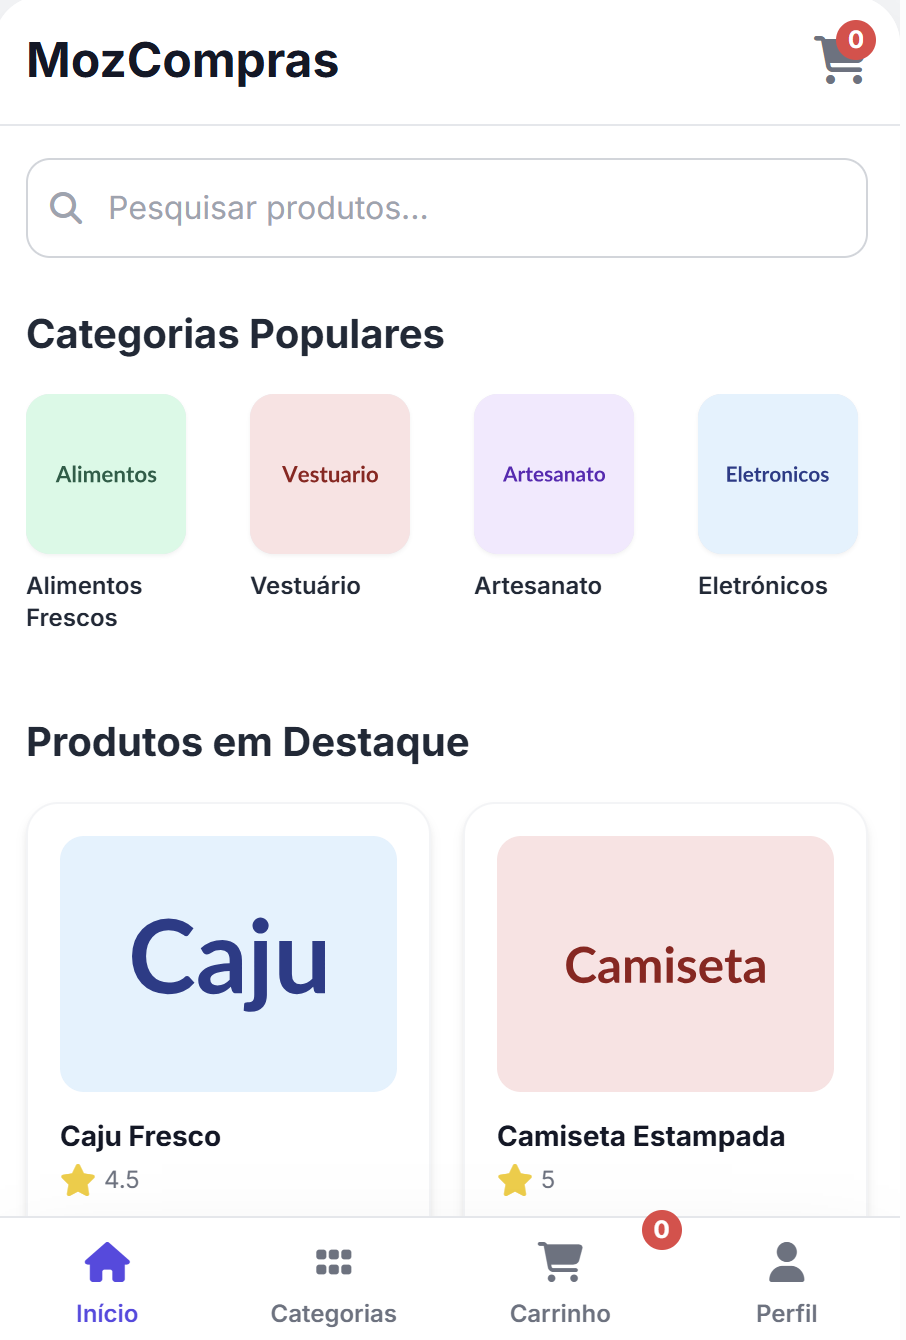 MozCompras
0
Pesquisar produtos...
Categorias Populares
Alimentos
Vestuario
Artesanato
Eletronicos
Alimentos
Frescos
Vestuário
Artesanato
Eletrónicos
Produtos em Destaque
Caju
Camiseta
Caju Fresco
4.5
Camiseta Estampada
5
0
Início
Categorias
Carrinho
Perfil